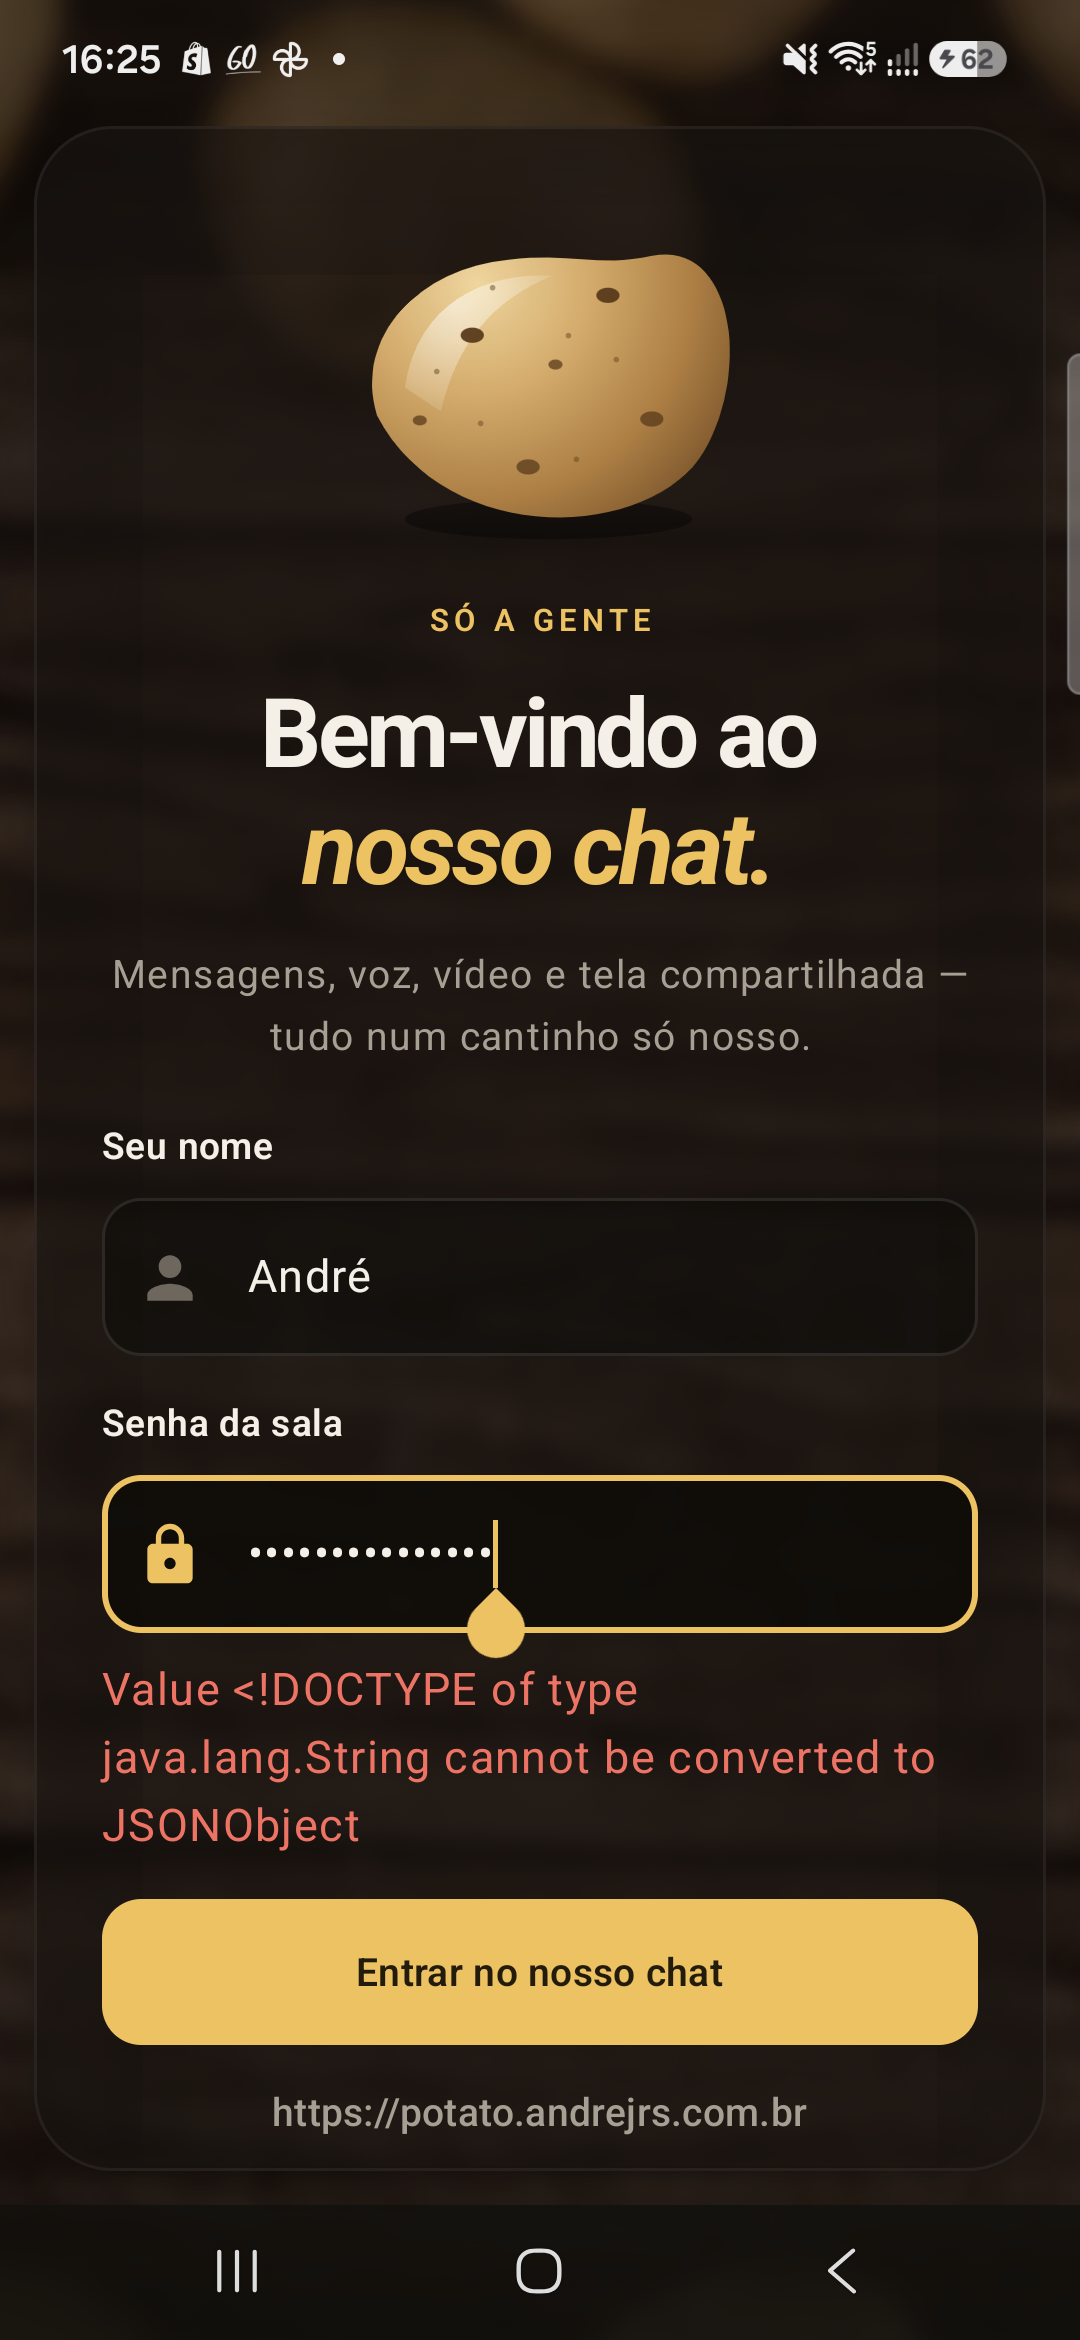 16:25
GO
5
62
SÓ A GENTE
Bem-vindo ao
nosso chat.
Mensagens, voz, vídeo e tela compartilhada —
tudo num cantinho só nosso.
Seu nome
André
Senha da sala
•••••••••••••••
Value <!DOCTYPE of type
java.lang.String cannot be converted to
JSONObject
Entrar no nosso chat
https://potato.andrejrs.com.br